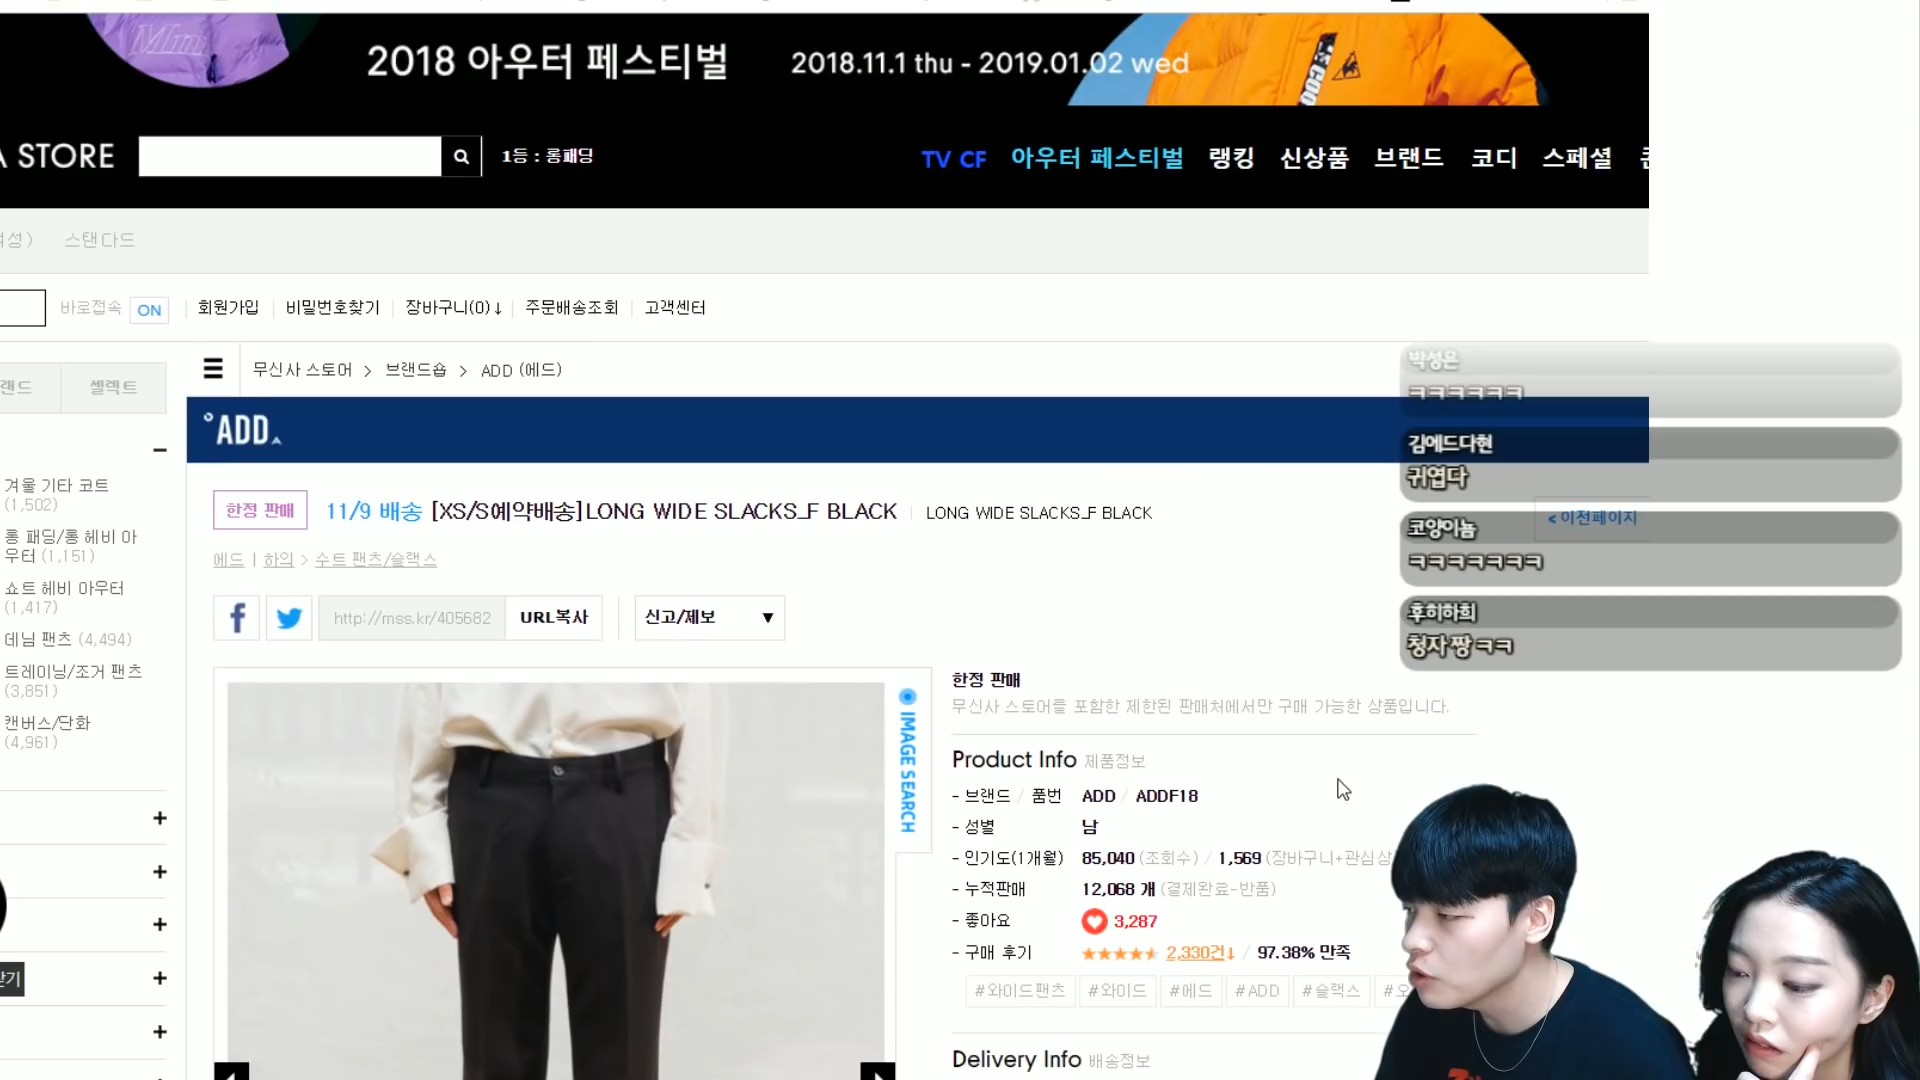 2018 아우터 페스티벌
2018.11.1 thu - 2019.01.02 wed
A STORE
1등 : 롱패딩
TV CF 아우터 페스티벌 랭킹 신상품 브랜드 코디 스페셜
스탠다드
바로접속 ON 회원가입 비밀번호찾기 장바구니(0)↓ 주문배송조회 고객센터
랜드 셀렉트
무신사 스토어 > 브랜드숍 > ADD (에드)
ADD
겨울 기타 코트
(1,502)
롱 패딩/롱 헤비 아
우터 (1,151)
쇼트 헤비 아우터
(1,417)
데님 팬츠 (4,494)
트레이닝/조거 팬츠
(3,851)
캔버스/단화
(4,961)
한정 판매 11/9 배송 [XS/S예약배송]LONG WIDE SLACKS_F BLACK LONG WIDE SLACKS_F BLACK
< 이전페이지
에드 | 하의 > 수트 팬츠/슬랙스
http://mss.kr/405682 URL복사 신고/제보 ▼
IMAGE SEARCH
한정 판매
무신사 스토어를 포함한 제한된 판매처에서만 구매 가능한 상품입니다.
Product Info 제품정보
- 브랜드 / 품번 ADD / ADDF18
- 성별 남
- 인기도(1개월) 85,040 (조회수) / 1,569 (장바구니+관심상
- 누적판매 12,068 개 (결제완료-반품)
- 좋아요 3,287
- 구매 후기 2,330건↓ / 97.38% 만족
#와이드팬츠 #와이드 #에드 #ADD #슬랙스 #오
Delivery Info 배송정보
박성은
ㅋㅋㅋㅋㅋㅋ
김에드다현
귀엽다
코양이뇸
ㅋㅋㅋㅋㅋㅋㅋ
후히하희
청자 짱 ㅋㅋ